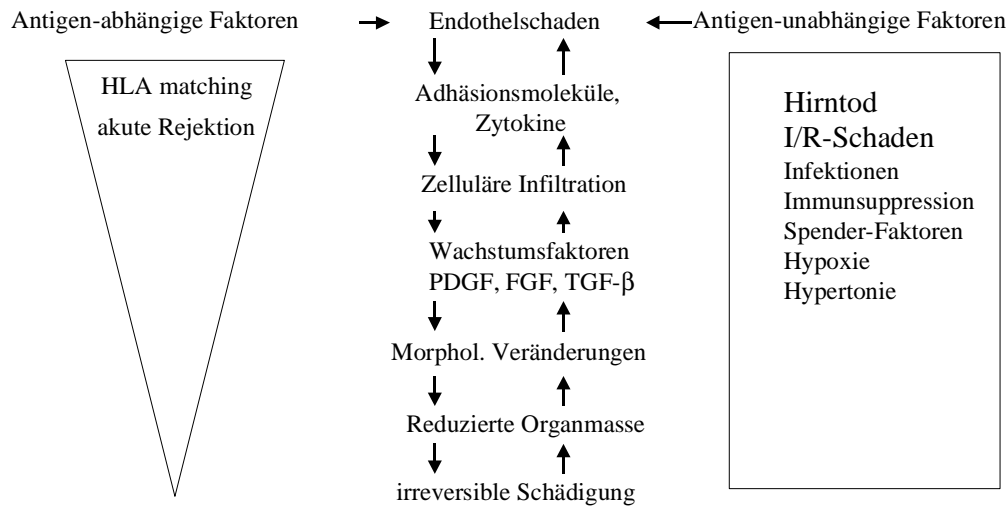 Antigen-abhängige Faktoren
Endothelschaden
Antigen-unabhängige Faktoren
HLA matching
akute Rejektion
Adhäsionsmoleküle,
Zytokine
Zelluläre Infiltration
Wachstumsfaktoren
PDGF, FGF, TGF-β
Morphol. Veränderungen
Reduzierte Organmasse
irreversible Schädigung
Hirntod
I/R-Schaden
Infektionen
Immunsuppression
Spender-Faktoren
Hypoxie
Hypertonie